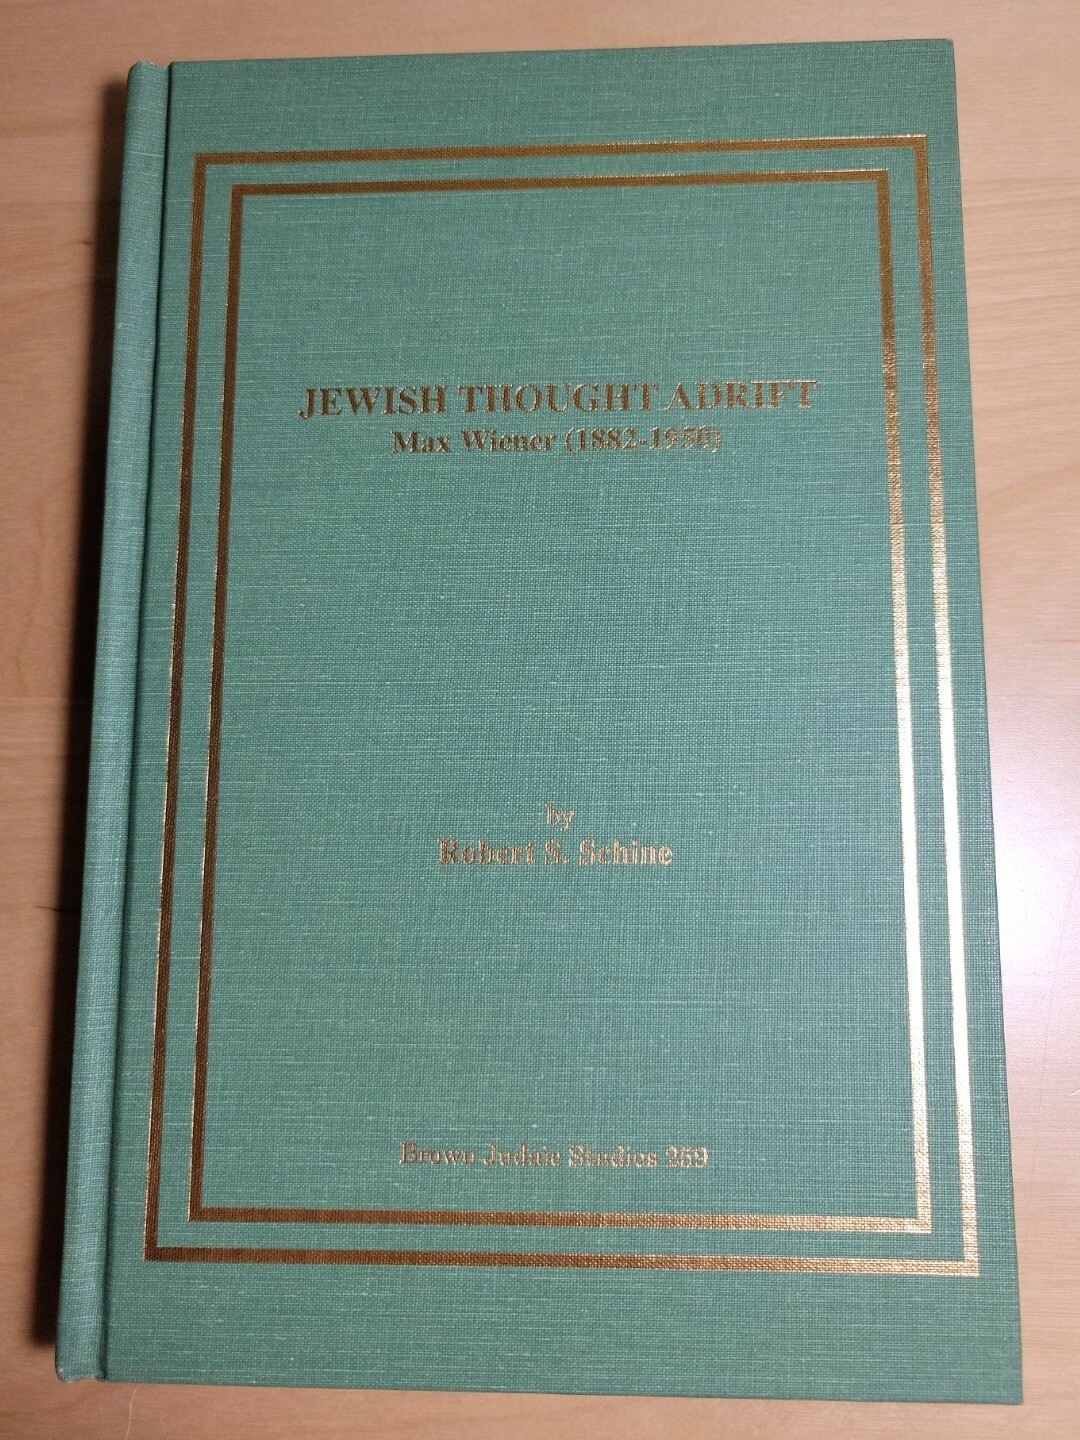 JEWISH THOUGHT ADRIFT
Max Wiener (1882-1950)
by
Robert S. Schine
Brown Judaic Studies 259